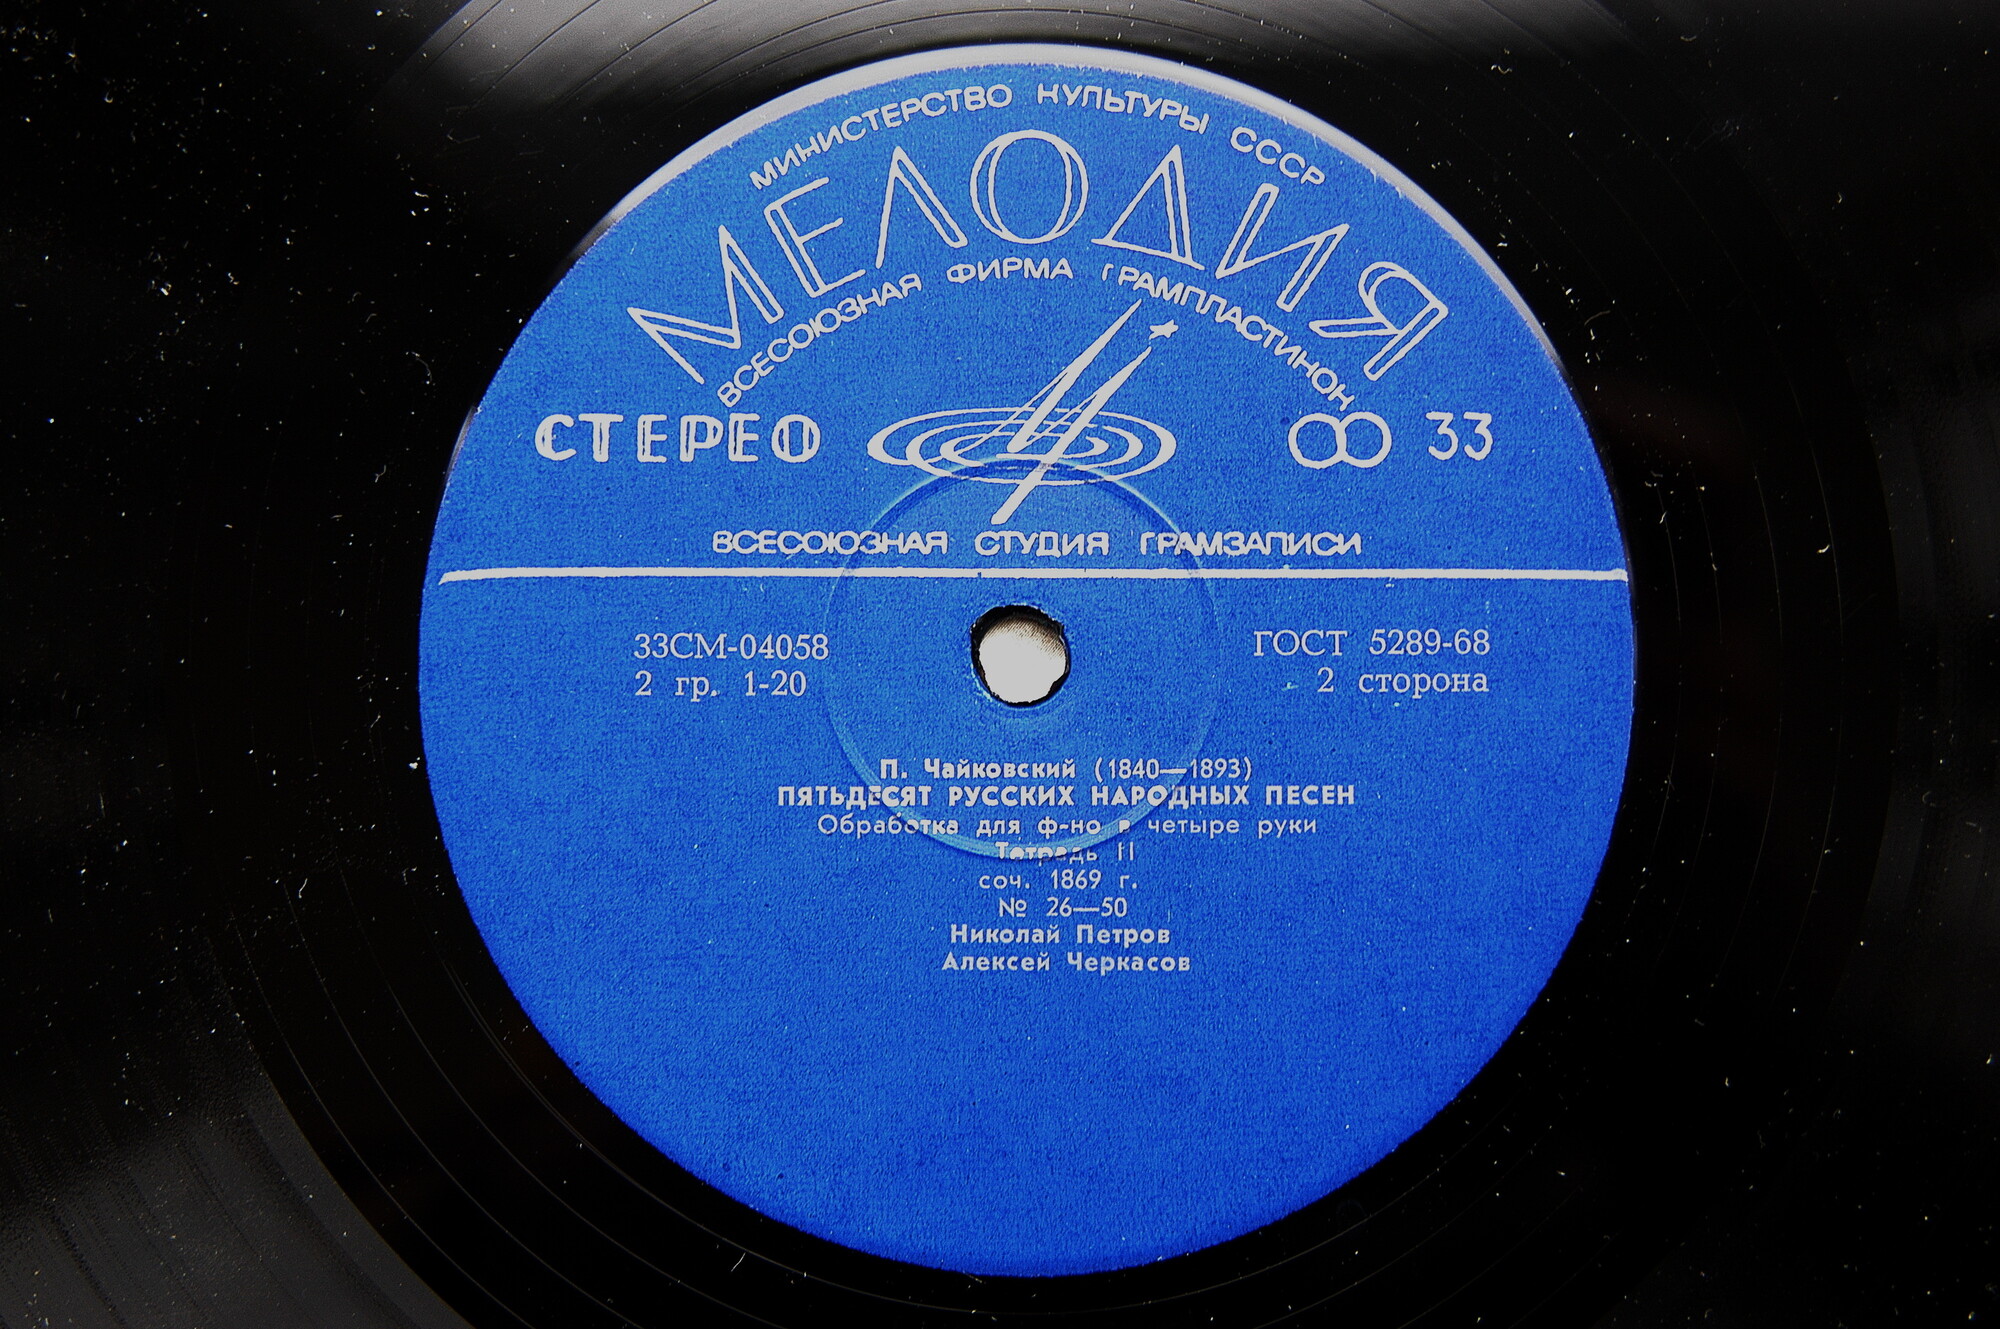 МИНИСТЕРСТВО КУЛЬТУРЫ СССР
МЕЛОДИЯ
ВСЕСОЮЗНАЯ ФИРМА ГРАМПЛАСТИНОК
СТЕРЕО
33
ВСЕСОЮЗНАЯ СТУДИЯ ГРАМЗАПИСИ
33СМ-04058
ГОСТ 5289-68
2 гр. 1-20
2 сторона
П. Чайковский (1840—1893)
ПЯТЬДЕСЯТ РУССКИХ НАРОДНЫХ ПЕСЕН
Обработка для ф-но в четыре руки
Тетрадь II
соч. 1869 г.
№ 26—50
Николай Петров
Алексей Черкасов